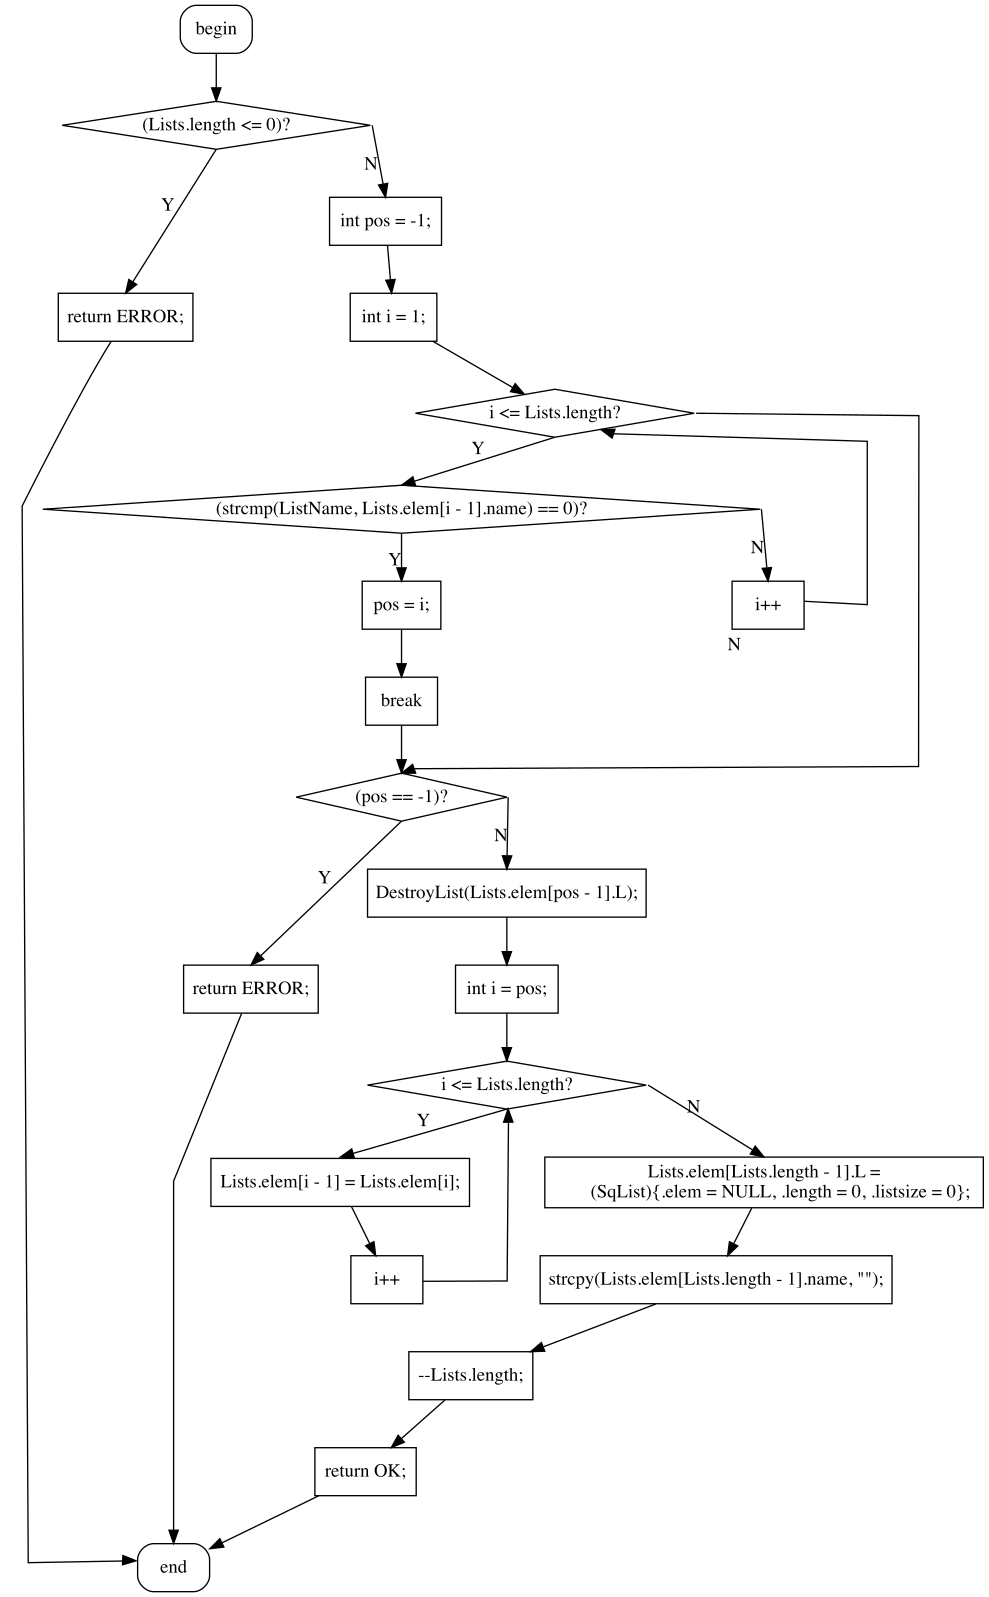 begin
(Lists.length <= 0)?
N
Y
int pos = -1;
return ERROR;
int i = 1;
i <= Lists.length?
Y
(strcmp(ListName, Lists.elem[i - 1].name) == 0)?
Y
N
pos = i;
i++
N
break
(pos == -1)?
N
Y
DestroyList(Lists.elem[pos - 1].L);
return ERROR;
int i = pos;
i <= Lists.length?
Y
N
Lists.elem[i - 1] = Lists.elem[i];
Lists.elem[Lists.length - 1].L =
(SqList){.elem = NULL, .length = 0, .listsize = 0};
i++
strcpy(Lists.elem[Lists.length - 1].name, "");
--Lists.length;
return OK;
end